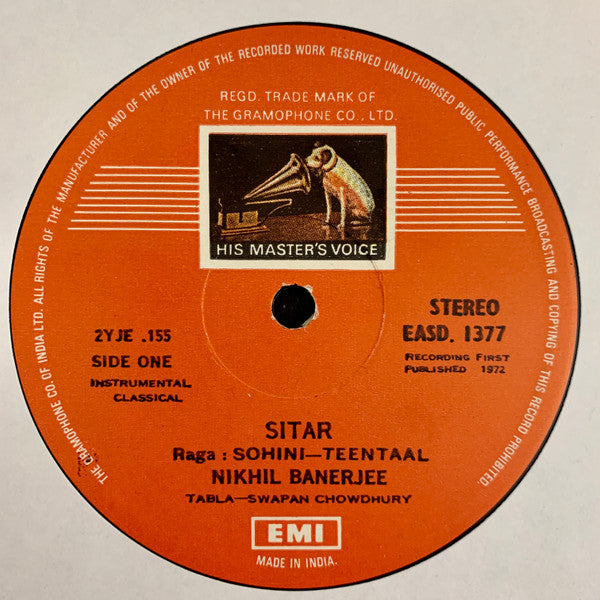 THE GRAMOPHONE CO. OF INDIA LTD. ALL RIGHTS OF THE MANUFACTURER AND OF THE OWNER OF THE RECORDED WORK RESERVED UNAUTHORISED PUBLIC PERFORMANCE BROADCASTING AND COPYING OF THIS RECORD PROHIBITED.
REGD. TRADE MARK OF
THE GRAMOPHONE CO., LTD.
HIS MASTER'S VOICE
2YJE .155
SIDE ONE
INSTRUMENTAL
CLASSICAL
STEREO
EASD. 1377
RECORDING FIRST
PUBLISHED 1972
SITAR
Raga : SOHINI—TEENTAAL
NIKHIL BANERJEE
TABLA—SWAPAN CHOWDHURY
EMI
MADE IN INDIA.